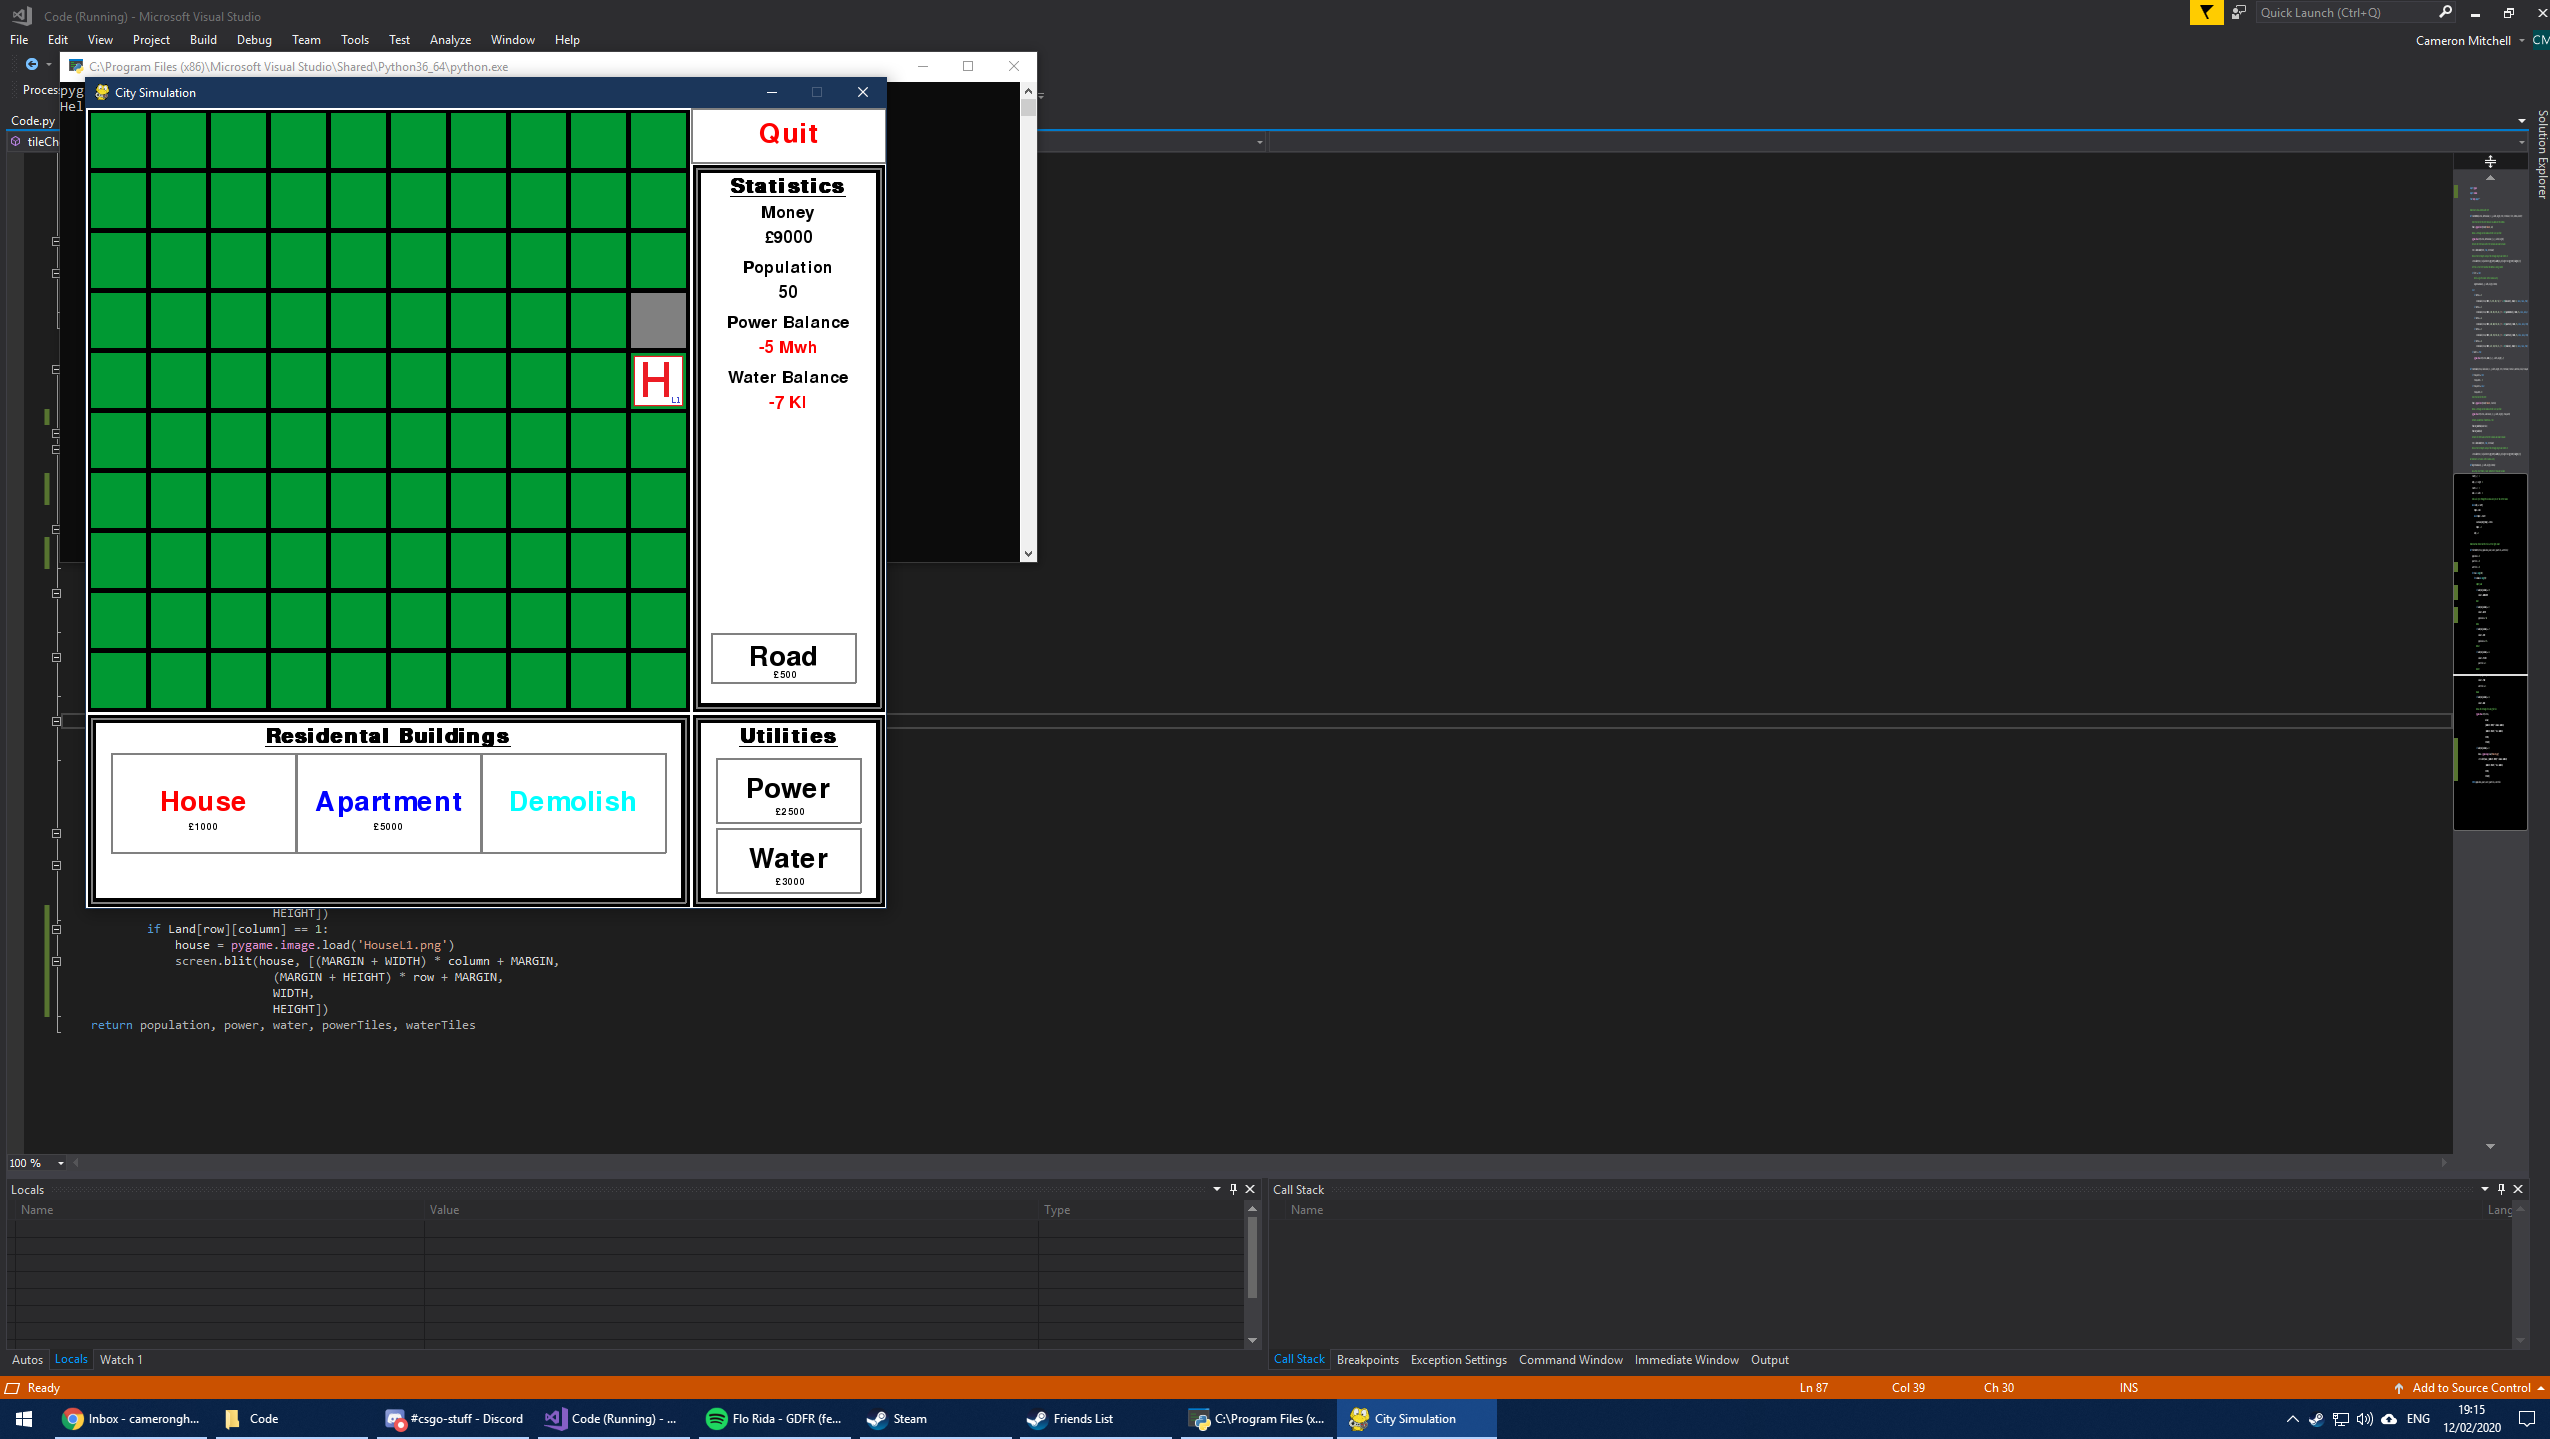 Code (Running) - Microsoft Visual Studio
Quick Launch (Ctrl+Q)
File Edit View Project Build Debug Team Tools Test Analyze Window Help
Cameron Mitchell CM
C:\Program Files (x86)\Microsoft Visual Studio\Shared\Python36_64\python.exe
Proces
pyg
Hel
City Simulation
Code.py
tileCh
Solution Explorer
Quit
Statistics
Money
£9000
Population
50
Power Balance
-5 Mwh
Water Balance
-7 Kl
H
L1
Road
£500
Residental Buildings
House
£1000
Apartment
£5000
Demolish
Utilities
Power
£2500
Water
£3000
HEIGHT])
if Land[row][column] == 1:
house = pygame.image.load('HouseL1.png')
screen.blit(house, [(MARGIN + WIDTH) * column + MARGIN,
(MARGIN + HEIGHT) * row + MARGIN,
WIDTH,
HEIGHT])
return population, power, water, powerTiles, waterTiles
100 %
Locals
Name Value Type
Call Stack
Name Lang
Autos Locals Watch 1
Call Stack Breakpoints Exception Settings Command Window Immediate Window Output
Ready
Ln 87 Col 39 Ch 30 INS
Add to Source Control
Inbox - camerongh...
Code
#csgo-stuff - Discord
Code (Running) - ...
Flo Rida - GDFR (fe...
Steam
Friends List
C:\Program Files (x...
City Simulation
ENG
19:15
12/02/2020